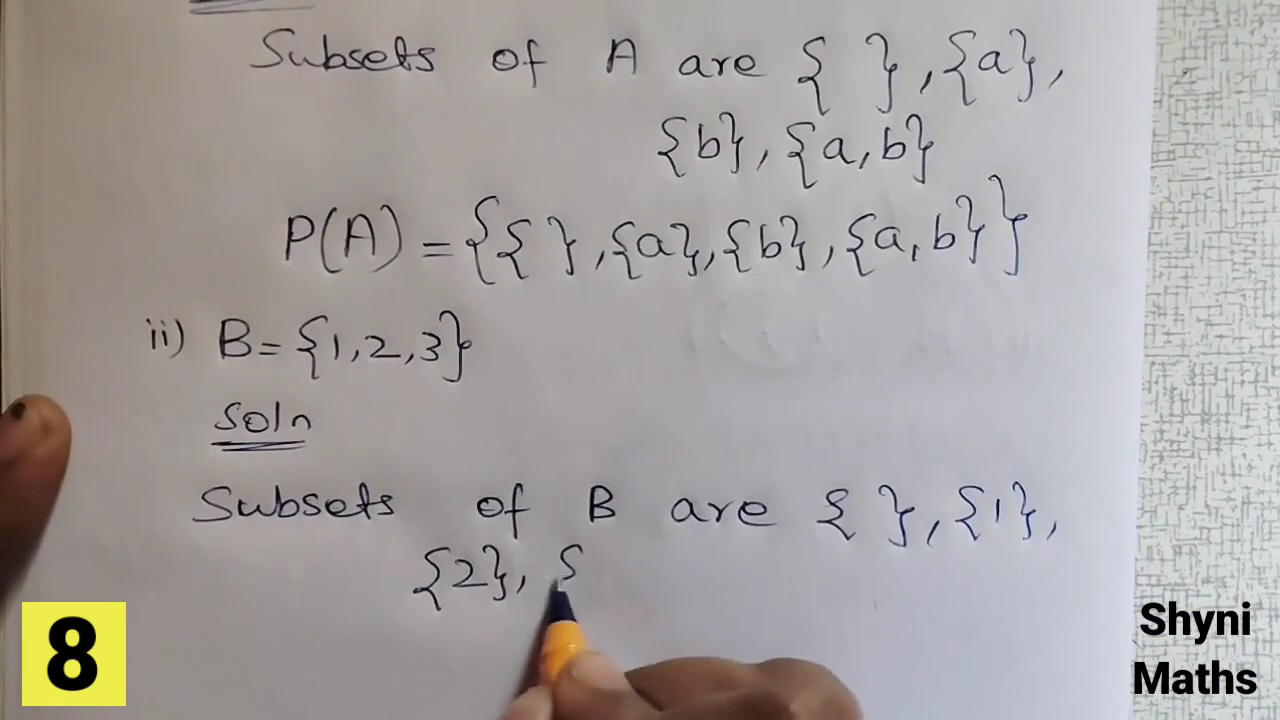 Subsets of A are { }, {a},
{b}, {a, b}
P(A) = {{ }, {a}, {b}, {a, b}}
ii) B = {1, 2, 3}
Soln
Subsets of B are { }, {1},
{2}, {
8
Shyni
Maths